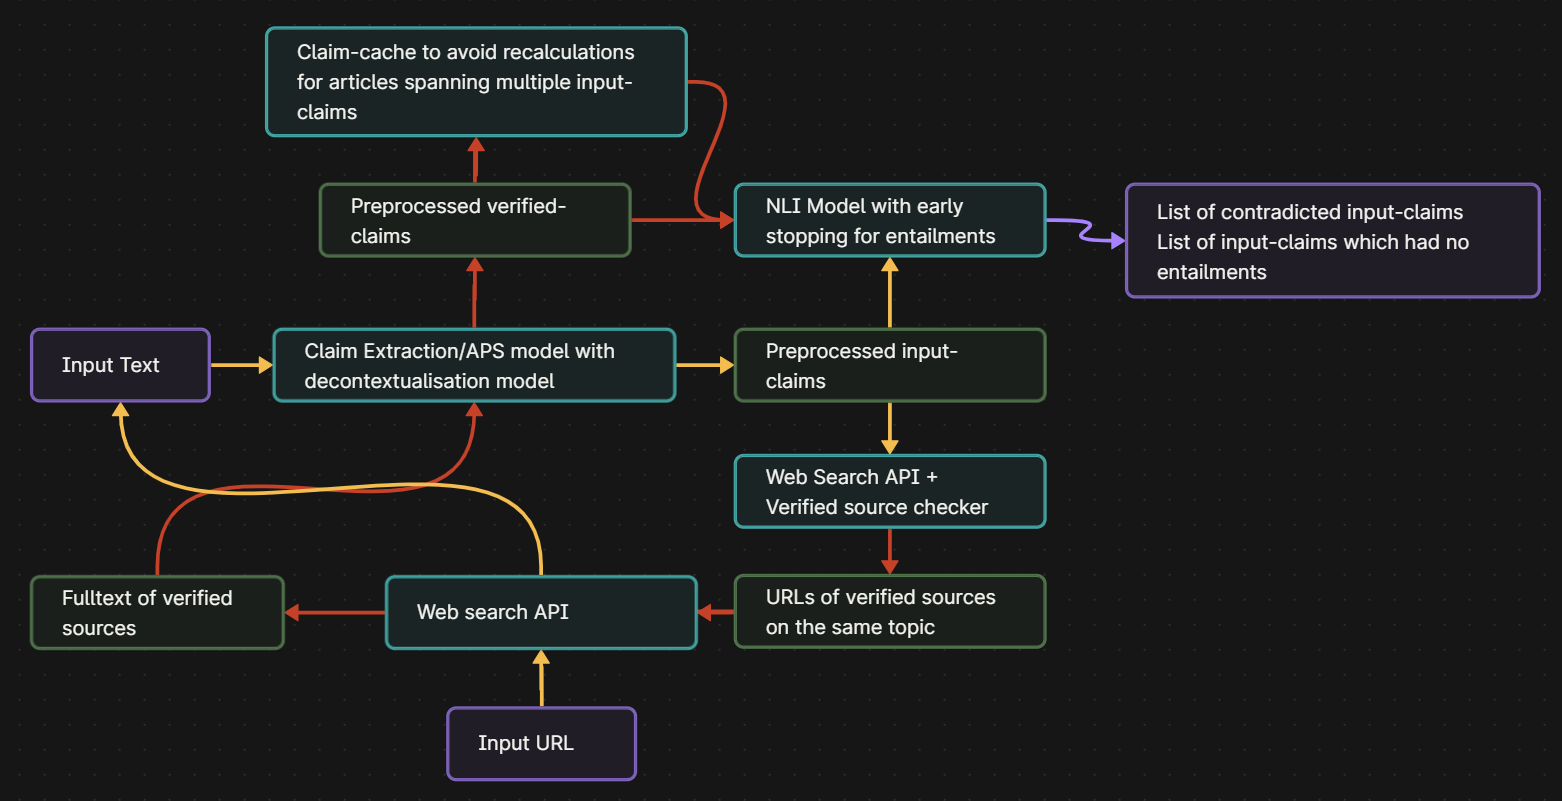 Claim-cache to avoid recalculations
for articles spanning multiple input-
claims
Preprocessed verified-
claims
NLI Model with early
stopping for entailments
List of contradicted input-claims
List of input-claims which had no
entailments
Input Text
Claim Extraction/APS model with
decontextualisation model
Preprocessed input-
claims
Web Search API +
Verified source checker
Fulltext of verified
sources
Web search API
URLs of verified sources
on the same topic
Input URL